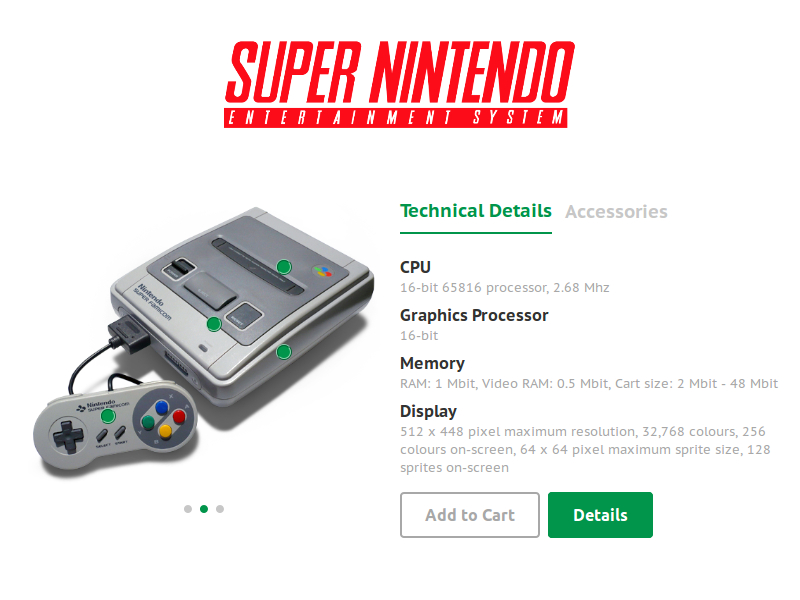 SUPER NINTENDO
ENTERTAINMENT SYSTEM
Technical Details
Accessories
CPU
16-bit 65816 processor, 2.68 Mhz
Graphics Processor
16-bit
Memory
RAM: 1 Mbit, Video RAM: 0.5 Mbit, Cart size: 2 Mbit - 48 Mbit
Display
512 x 448 pixel maximum resolution, 32,768 colours, 256
colours on-screen, 64 x 64 pixel maximum sprite size, 128
sprites on-screen
Add to Cart
Details
Nintendo
SUPER FAMICOM
Nintendo
SUPER FAMICOM
SELECT
START